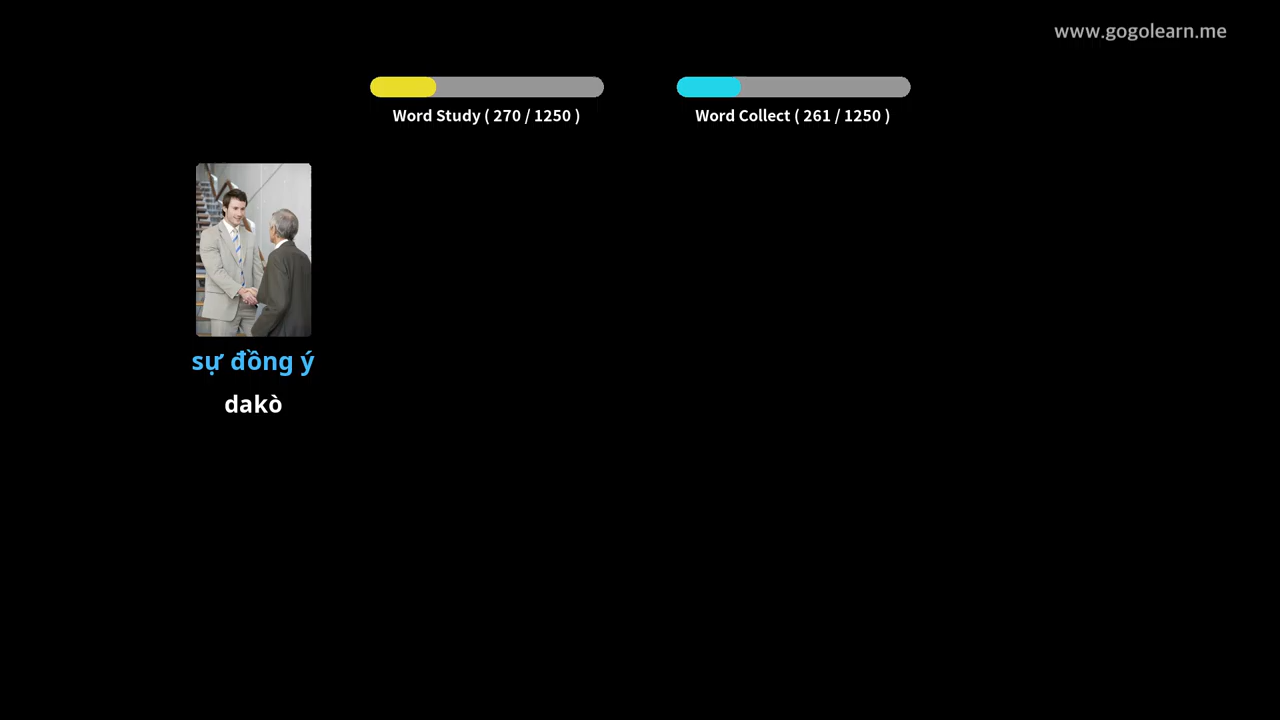 www.gogolearn.me
Word Study ( 270 / 1250 )
Word Collect ( 261 / 1250 )
sự đồng ý
dakò